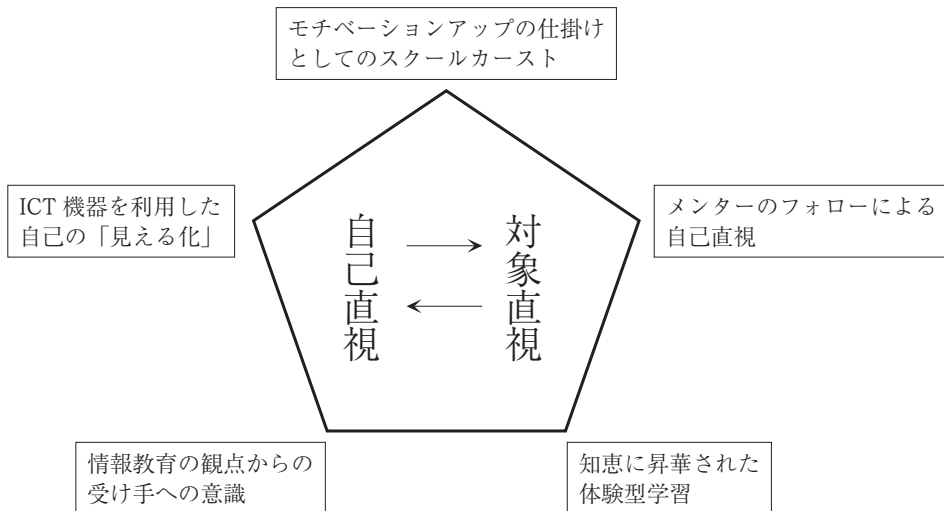 モチベーションアップの仕掛け
としてのスクールカースト
ICT 機器を利用した
自己の「見える化」
自己直視
対象直視
メンターのフォローによる
自己直視
情報教育の観点からの
受け手への意識
知恵に昇華された
体験型学習